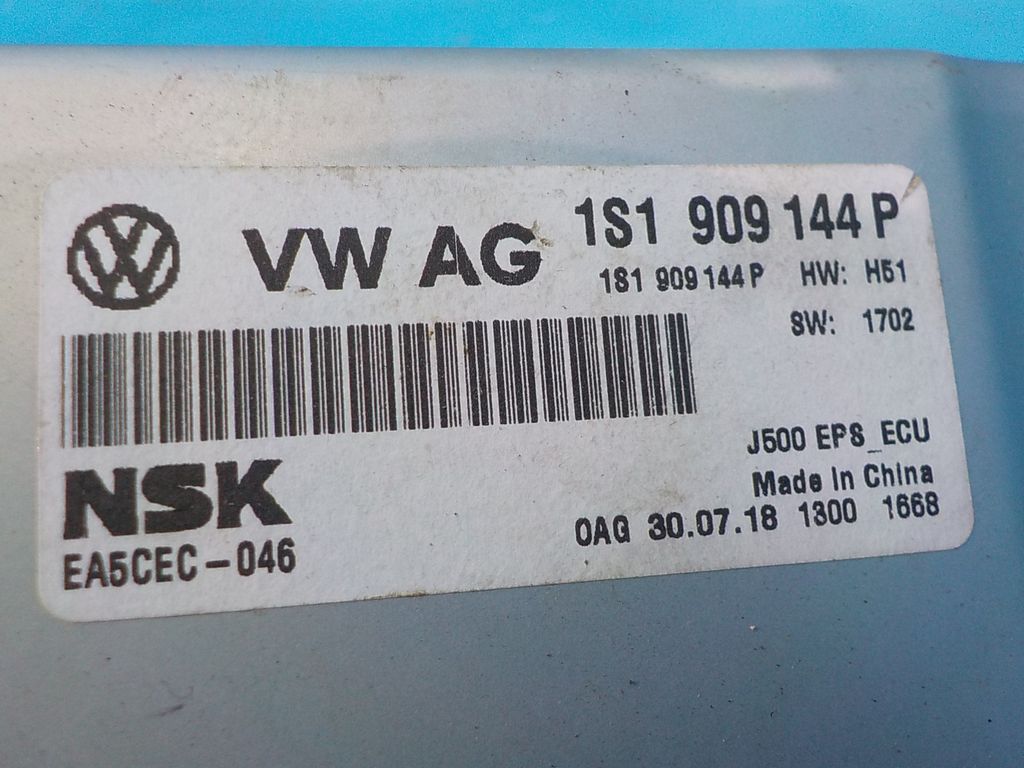 VW AG 1S1 909 144 P
1S1 909 144 P HW: H51
SW: 1702
J500 EPS_ECU
Made in China
NSK
0AG 30.07.18 1300 1668
EA5CEC-046